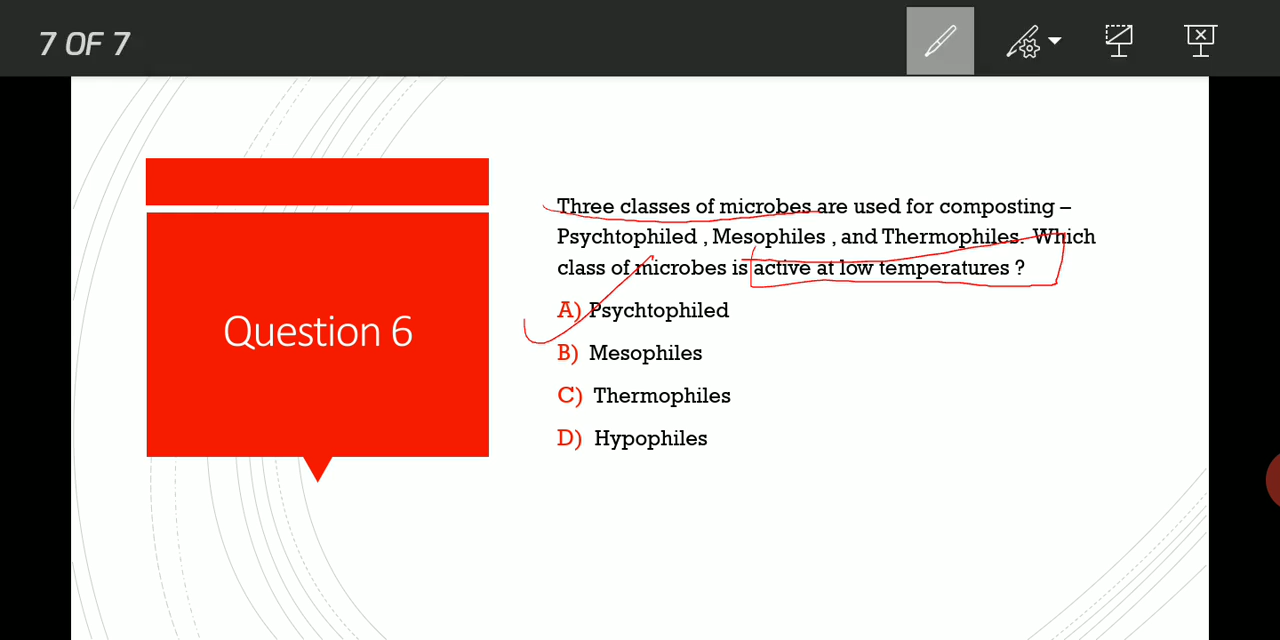 7 OF 7
Question 6
Three classes of microbes are used for composting –
Psychtophiled , Mesophiles , and Thermophiles. Which
class of microbes is active at low temperatures ?
A) Psychtophiled
B) Mesophiles
C) Thermophiles
D) Hypophiles